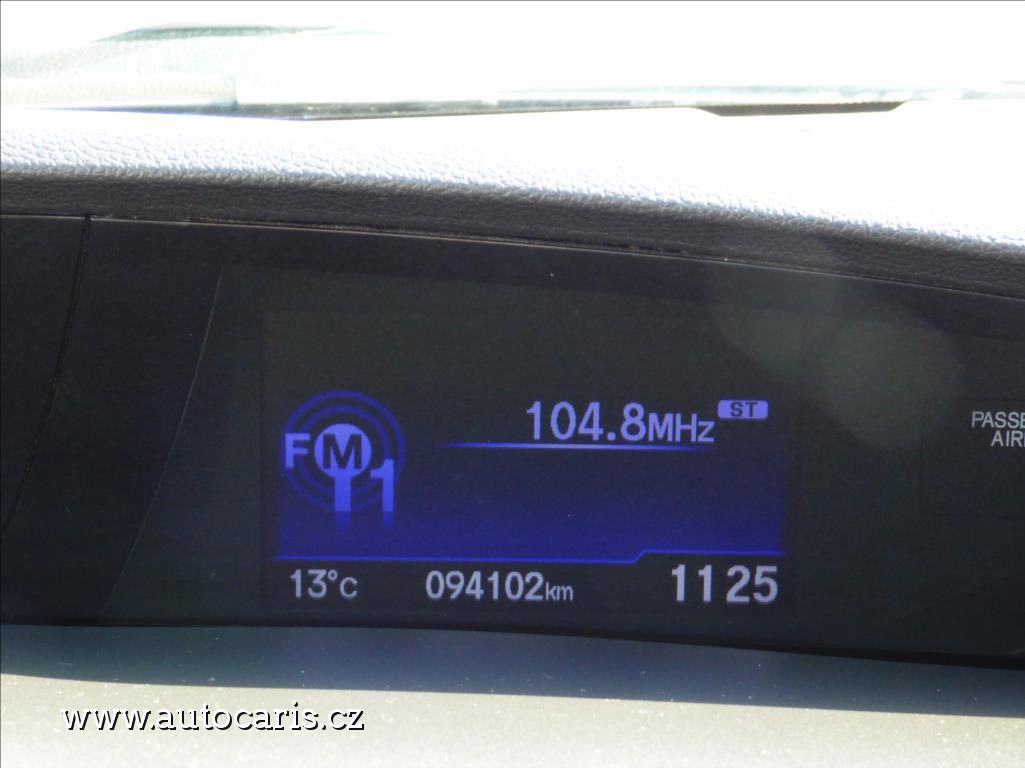 104.8MHz ST
FM1
PASSE
AIR
13°C 094102km 1125
www.autocaris.cz